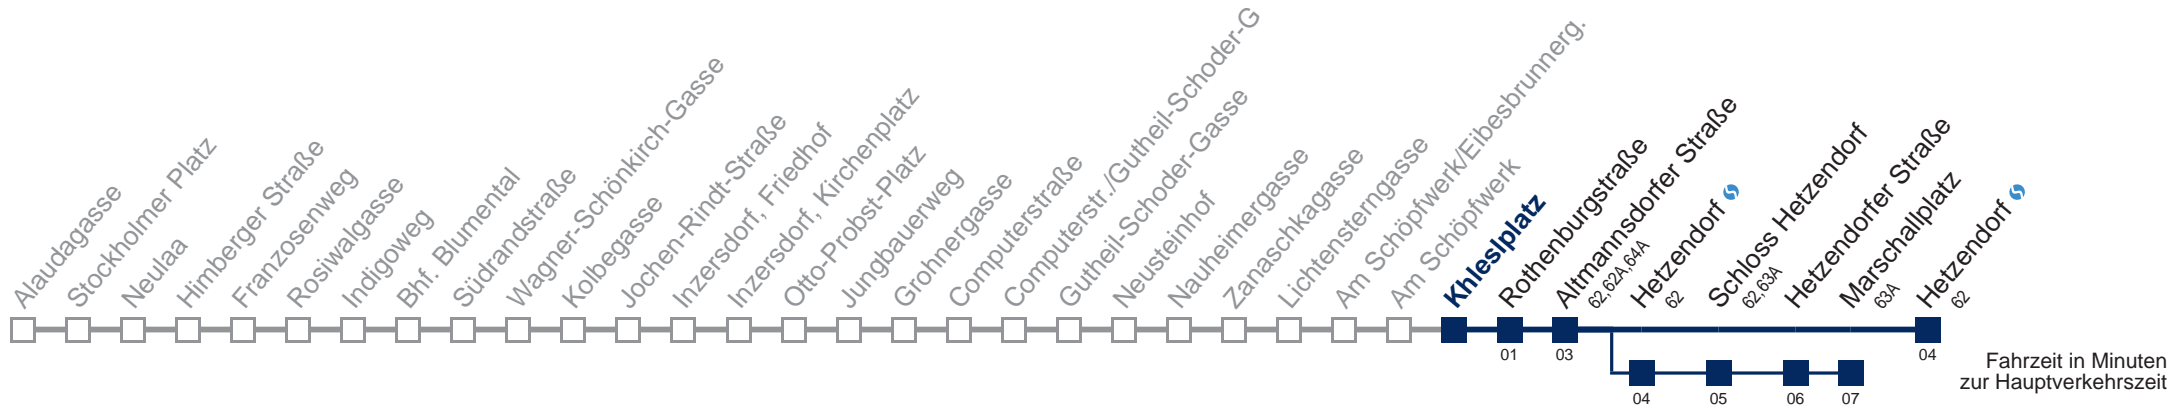 Alaudagasse
Stockholmer Platz
Neulaa
Himberger Straße
Franzosenweg
Rosiwalgasse
Indigoweg
Bhf. Blumental
Südrandstraße
Wagner-Schönkirch-Gasse
Kolbegasse
Jochen-Rindt-Straße
Inzersdorf, Friedhof
Inzersdorf, Kirchenplatz
Otto-Probst-Platz
Jungbauerweg
Grohnergasse
Computerstraße
Computerstr./Gutheil-Schoder-G
Gutheil-Schoder-Gasse
Neusteinhof
Nauheimergasse
Zanaschkagasse
Lichtensterngasse
Am Schöpfwerk/Eibesbrunnerg.
Am Schöpfwerk
Khleslplatz
Rothenburgstraße
Altmannsdorfer Straße
62,62A,64A
Hetzendorf
62
Schloss Hetzendorf
62,63A
Hetzendorfer Straße
Marschallplatz
63A
Hetzendorf
62
01
03
04
04
05
06
07
Fahrzeit in Minuten
zur Hauptverkehrszeit